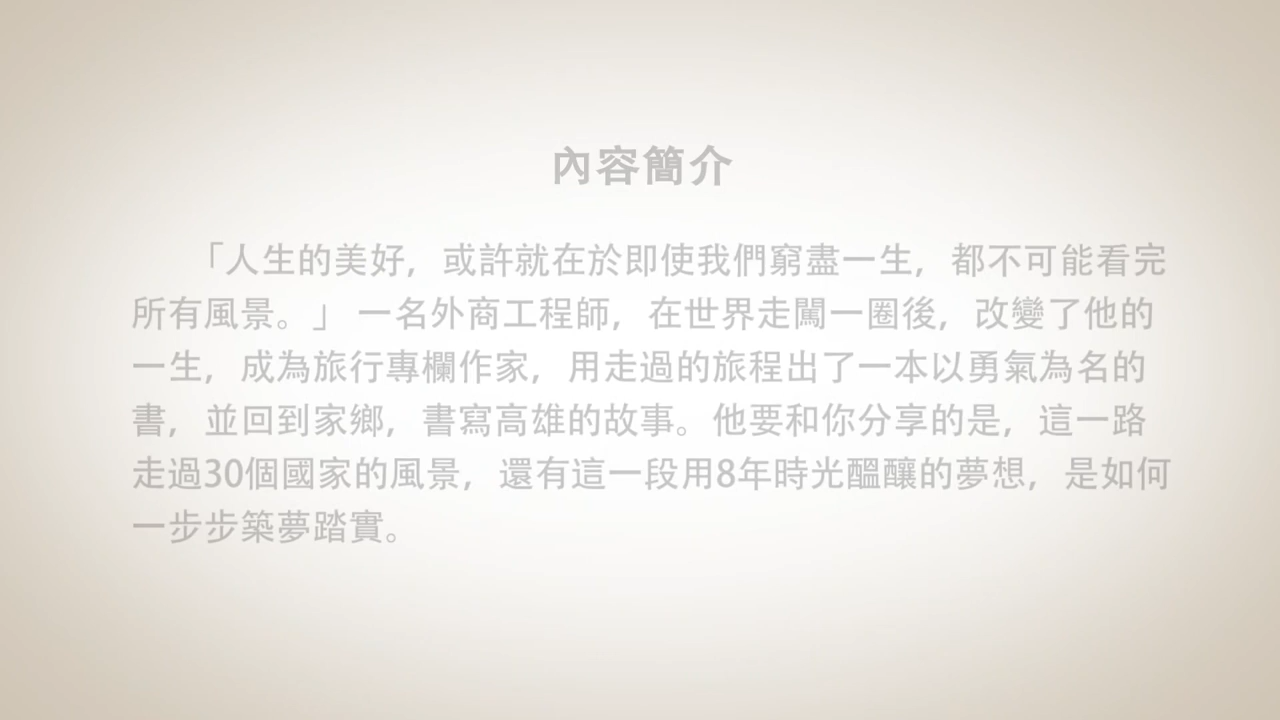 內容簡介
「人生的美好，或許就在於即使我們窮盡一生，都不可能看完
所有風景。」 一名外商工程師，在世界走闖一圈後，改變了他的
一生，成為旅行專欄作家，用走過的旅程出了一本以勇氣為名的
書，並回到家鄉，書寫高雄的故事。他要和你分享的是，這一路
走過30個國家的風景，還有這一段用8年時光醞釀的夢想，是如何
一步步築夢踏實。